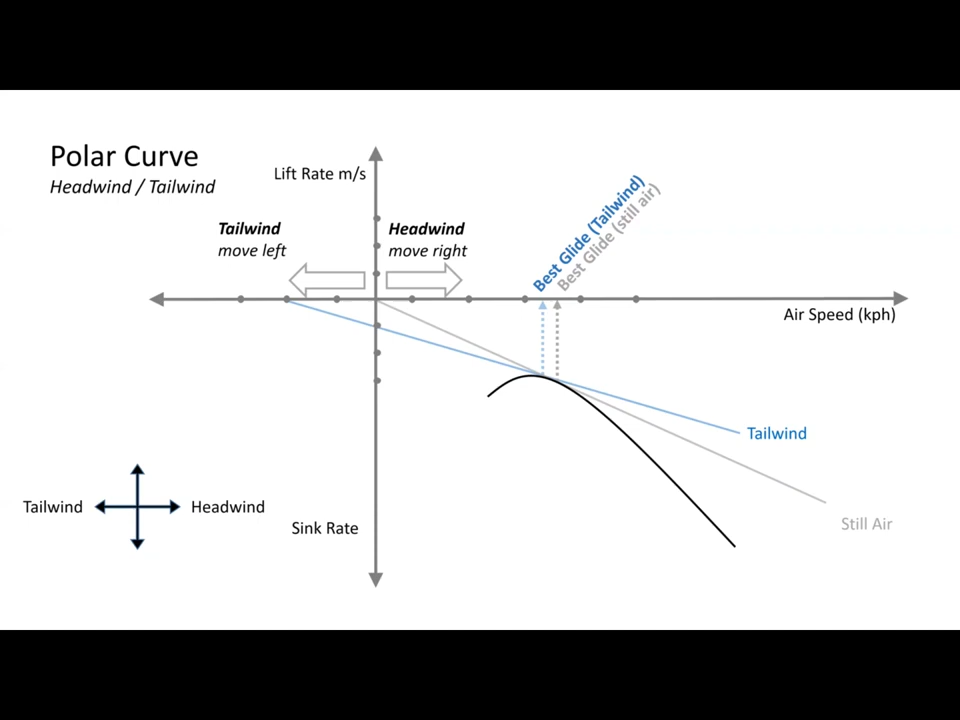 Polar Curve
Headwind / Tailwind
Lift Rate m/s
Tailwind
move left
Headwind
move right
Best Glide (Tailwind)
Best Glide (still air)
Air Speed (kph)
Tailwind
Still Air
Sink Rate
Tailwind
Headwind